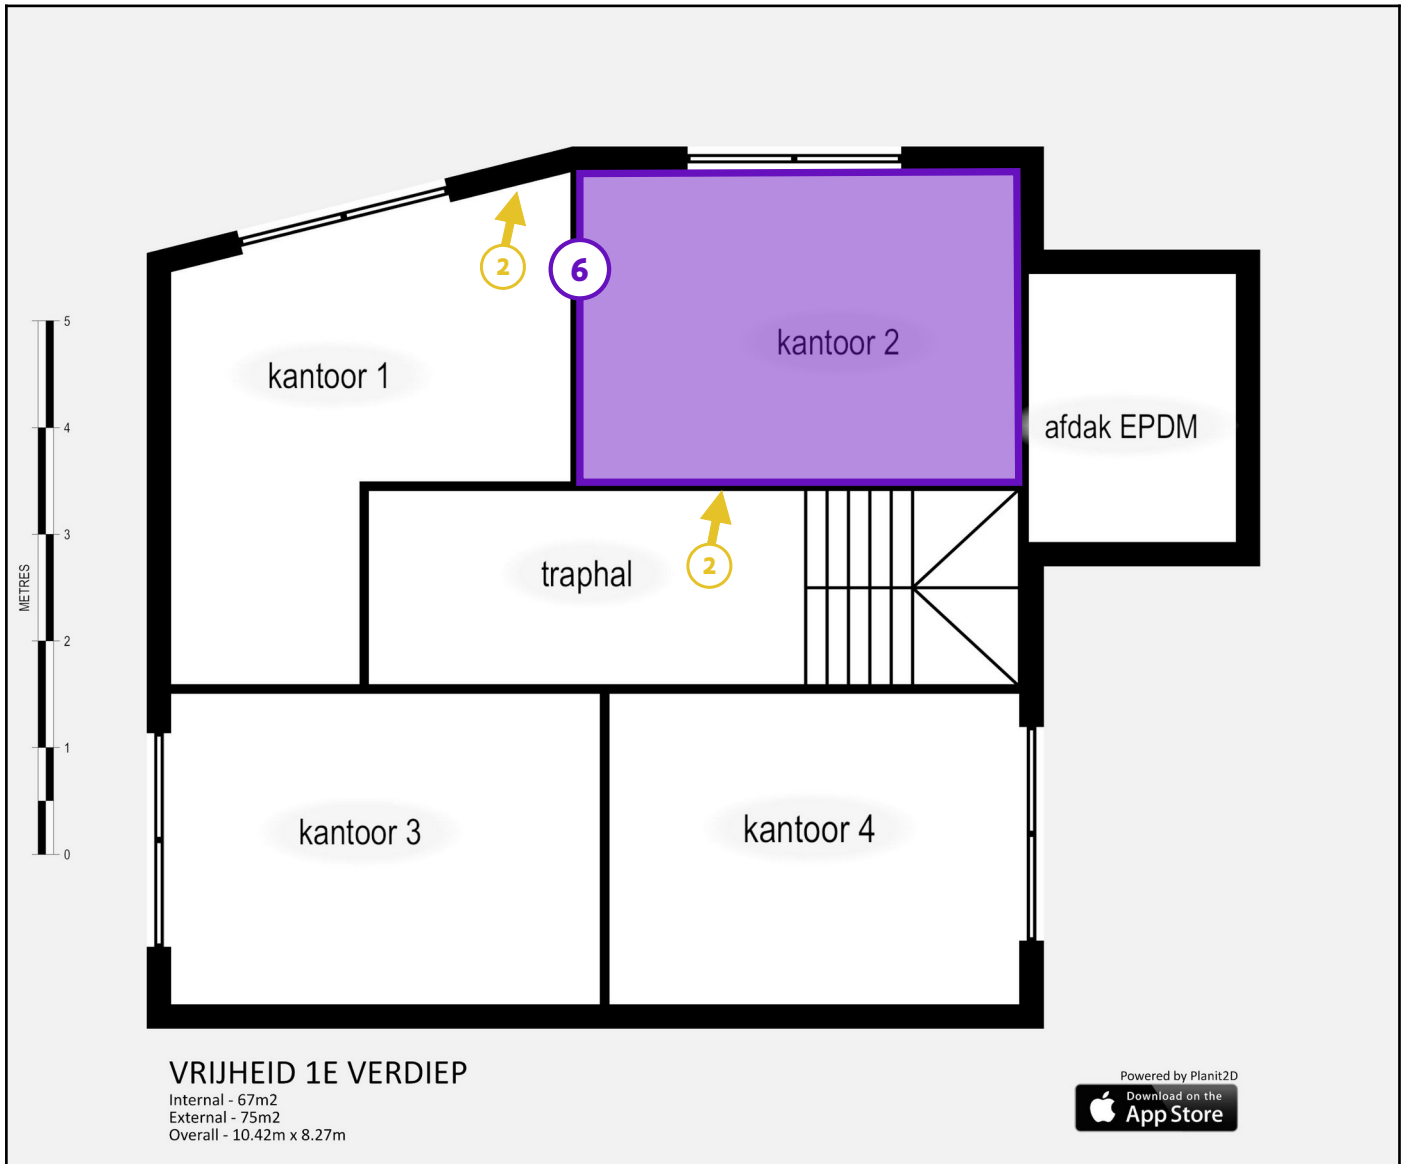 2
6
kantoor 2
kantoor 1
5
4
3
2
1
0
METRES
afdak EPDM
traphal
2
kantoor 3
kantoor 4
VRIJHEID 1E VERDIEP
Internal - 67m2
External - 75m2
Overall - 10.42m x 8.27m
Powered by Planit2D
Download on the
App Store